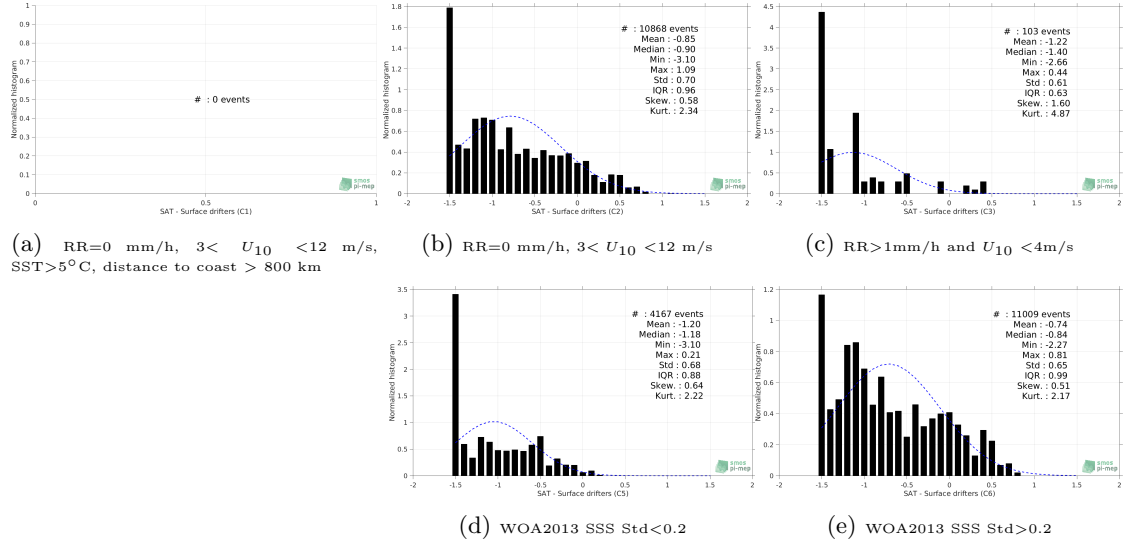 1
0.9
0.8
0.7
0.6
0.5
0.4
0.3
0.2
0.1
0
Normalized histogram
# : 0 events
smos
pi-mep
0 0.5 1
SAT - Surface drifters (C1)
(a) RR=0 mm/h, 3< U10 <12 m/s,
SST>5°C, distance to coast > 800 km
1.8
1.6
1.4
1.2
1
0.8
0.6
0.4
0.2
0
Normalized histogram
# : 10868 events
Mean : -0.85
Median : -0.90
Min : -3.10
Max : 1.09
Std : 0.70
IQR : 0.96
Skew. : 0.58
Kurt. : 2.34
smos
pi-mep
-2 -1.5 -1 -0.5 0 0.5 1 1.5 2
SAT - Surface drifters (C2)
(b) RR=0 mm/h, 3< U10 <12 m/s
4.5
4
3.5
3
2.5
2
1.5
1
0.5
0
Normalized histogram
# : 103 events
Mean : -1.22
Median : -1.40
Min : -2.66
Max : 0.44
Std : 0.61
IQR : 0.63
Skew. : 1.60
Kurt. : 4.87
smos
pi-mep
-2 -1.5 -1 -0.5 0 0.5 1 1.5 2
SAT - Surface drifters (C3)
(c) RR>1mm/h and U10 <4m/s
3.5
3
2.5
2
1.5
1
0.5
0
Normalized histogram
# : 4167 events
Mean : -1.20
Median : -1.18
Min : -3.10
Max : 0.21
Std : 0.68
IQR : 0.88
Skew. : 0.64
Kurt. : 2.22
smos
pi-mep
-2 -1.5 -1 -0.5 0 0.5 1 1.5 2
SAT - Surface drifters (C5)
(d) WOA2013 SSS Std<0.2
1.2
1
0.8
0.6
0.4
0.2
0
Normalized histogram
# : 11009 events
Mean : -0.74
Median : -0.84
Min : -2.27
Max : 0.81
Std : 0.65
IQR : 0.99
Skew. : 0.51
Kurt. : 2.17
smos
pi-mep
-2 -1.5 -1 -0.5 0 0.5 1 1.5 2
SAT - Surface drifters (C6)
(e) WOA2013 SSS Std>0.2